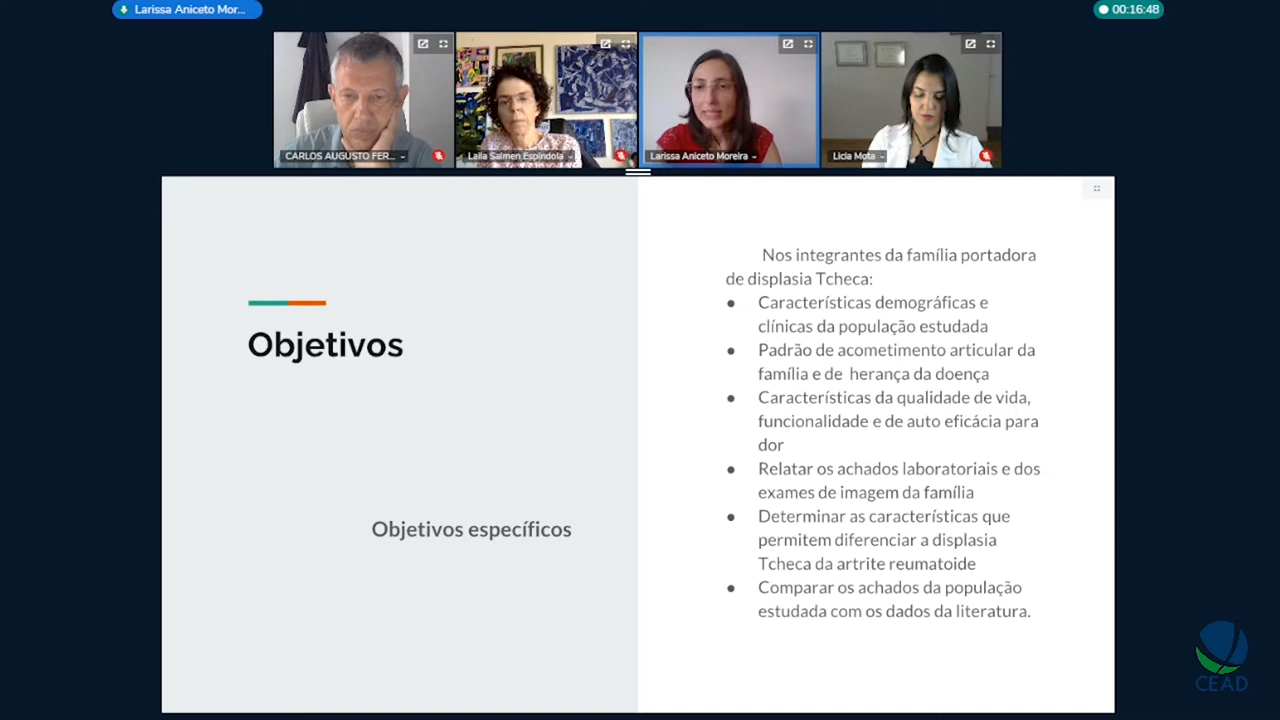 Larissa Aniceto Mor...
00:16:48
CARLOS AUGUSTO FER...
Laila Salmen Espindola
Larissa Aniceto Moreira
Licia Mota
Objetivos
Objetivos específicos
Nos integrantes da família portadora
de displasia Tcheca:
● Características demográficas e
clínicas da população estudada
● Padrão de acometimento articular da
família e de herança da doença
● Características da qualidade de vida,
funcionalidade e de auto eficácia para
dor
● Relatar os achados laboratoriais e dos
exames de imagem da família
● Determinar as características que
permitem diferenciar a displasia
Tcheca da artrite reumatoide
● Comparar os achados da população
estudada com os dados da literatura.
CEAD